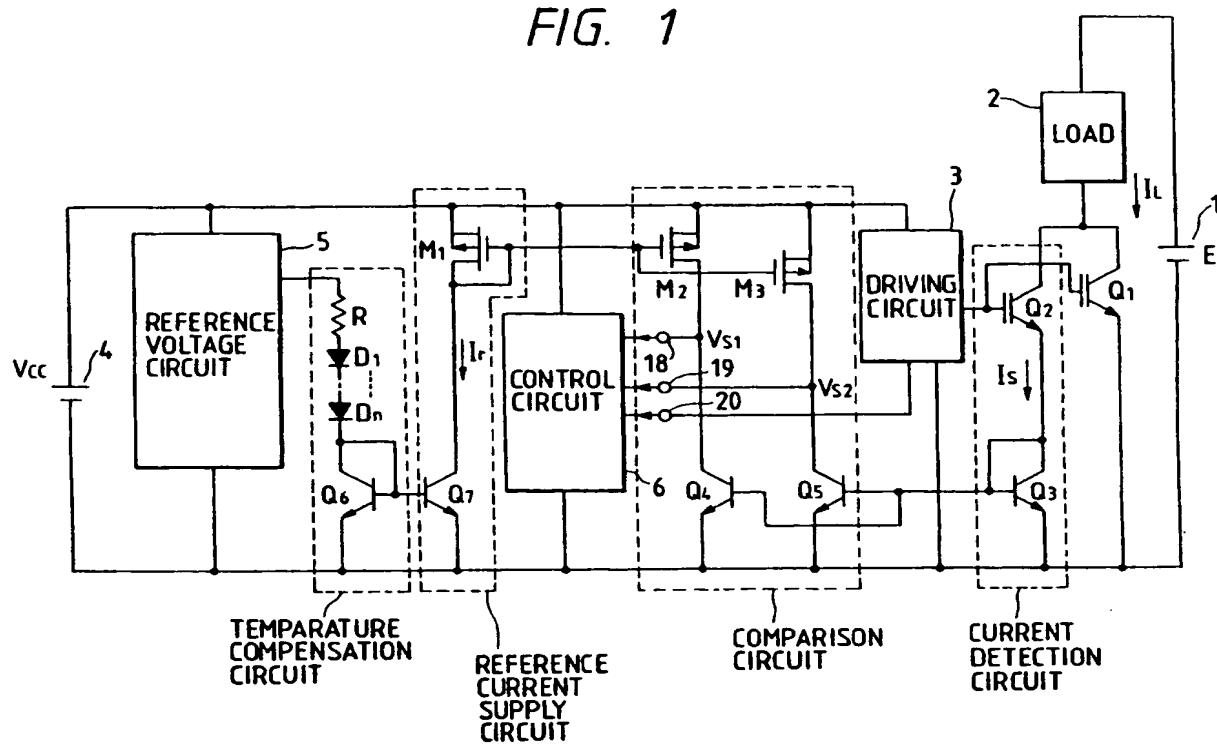 FIG. 1
2
LOAD
IL
1
E
3
DRIVING
CIRCUIT
Q2
Q1
IS
Q3
5
REFERENCE
VOLTAGE
CIRCUIT
VCC
4
R
D1
Dn
Q6
M1
Ir
Q7
CONTROL
CIRCUIT
6
M2
M3
VS1
18
19
VS2
20
Q4
Q5
TEMPARATURE
COMPENSATION
CIRCUIT
REFERENCE
CURRENT
SUPPLY
CIRCUIT
COMPARISON
CIRCUIT
CURRENT
DETECTION
CIRCUIT